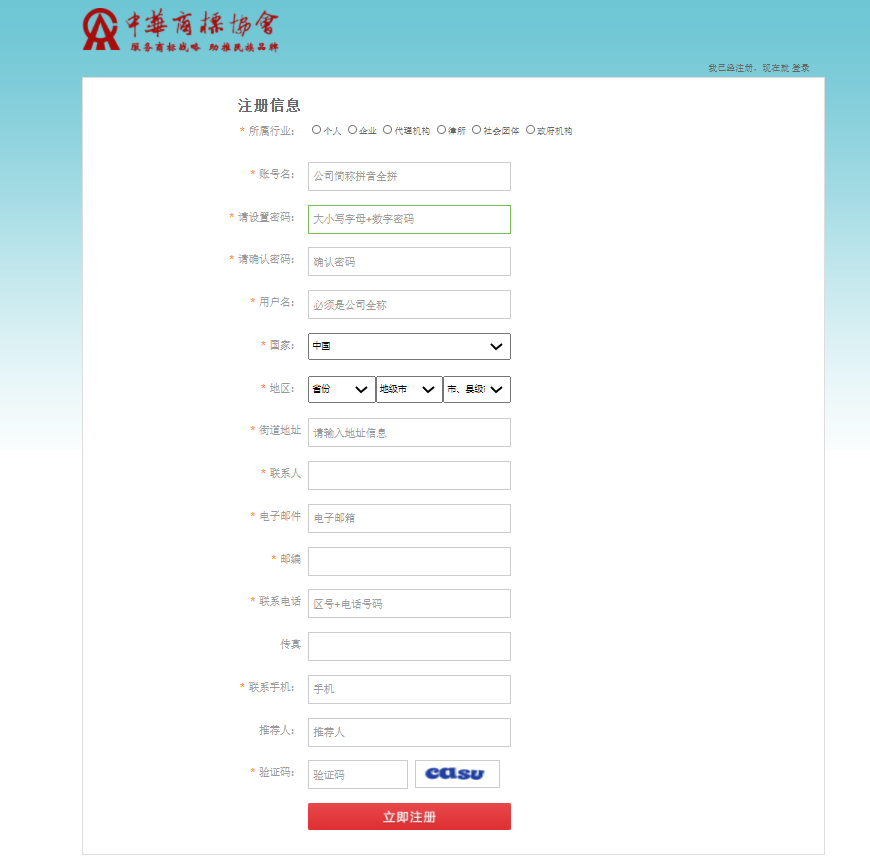 中華商標協會
服务商标战略 助推民族品牌
我已经注册，现在就 登录
注册信息
* 所属行业： 个人 企业 代理机构 律所 社会团体 政府机构
* 账号名： 公司简称拼音全拼
* 请设置密码： 大小写字母+数字密码
* 请确认密码： 确认密码
* 用户名： 必须是公司全称
* 国家： 中国
* 地区： 省份 地级市 市、县级市
* 街道地址 请输入地址信息
* 联系人
* 电子邮件 电子邮箱
* 邮编
* 联系电话 区号+电话号码
传真
* 联系手机： 手机
推荐人： 推荐人
* 验证码： 验证码 casv
立即注册